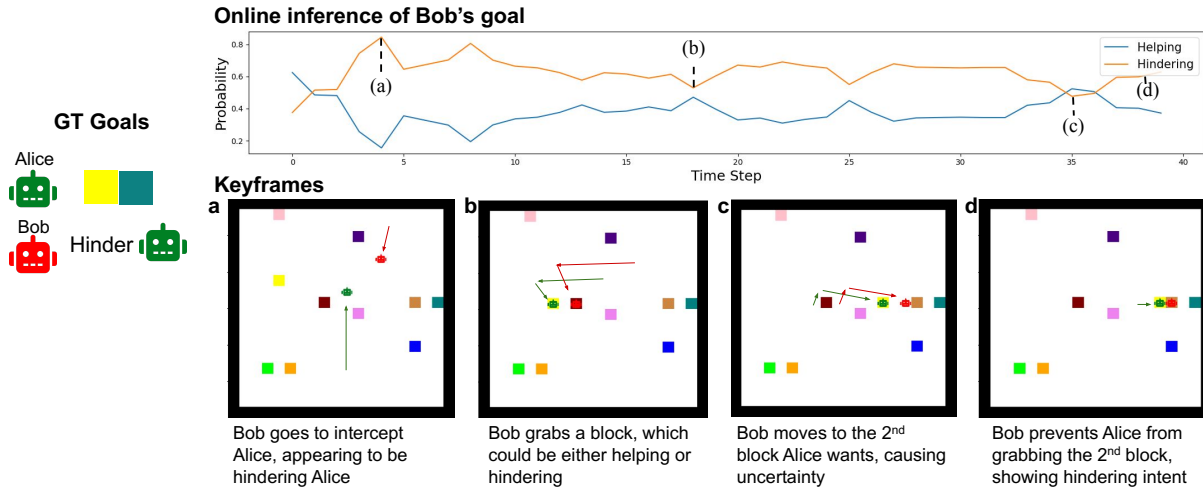 Online inference of Bob's goal
Probability
0.8
0.6
0.4
0.2
(a)
(b)
(c)
(d)
Helping
Hindering
0
5
10
15
20
25
30
35
40
Time Step
GT Goals
Alice
Bob
Hinder
Keyframes
a
b
c
d
Bob goes to intercept
Alice, appearing to be
hindering Alice
Bob grabs a block, which
could be either helping or
hindering
Bob moves to the 2nd
block Alice wants, causing
uncertainty
Bob prevents Alice from
grabbing the 2nd block,
showing hindering intent